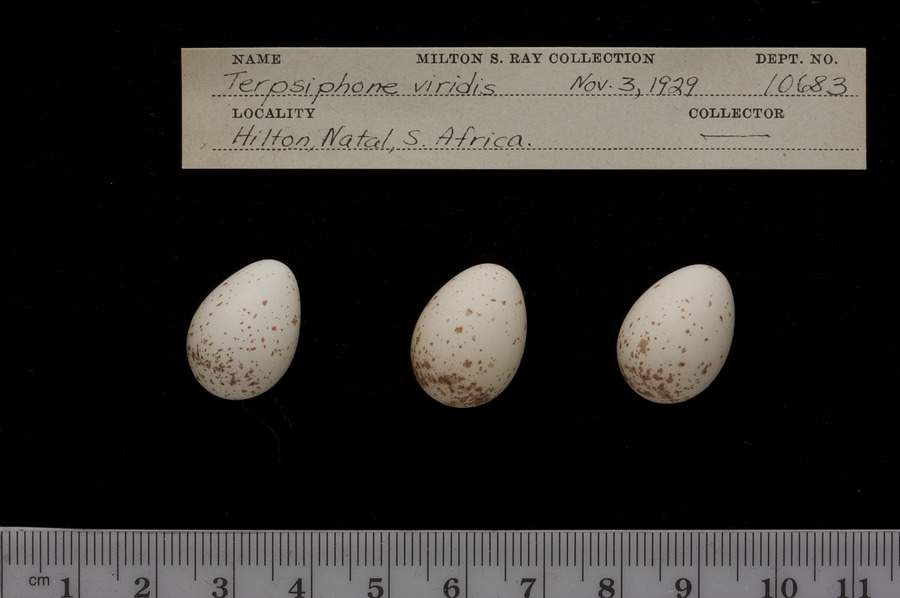 NAME MILTON S. RAY COLLECTION DEPT. NO.
Terpsiphone viridis Nov. 3, 1929 10683
LOCALITY COLLECTOR
Hilton, Natal, S. Africa.
cm 1 2 3 4 5 6 7 8 9 10 11